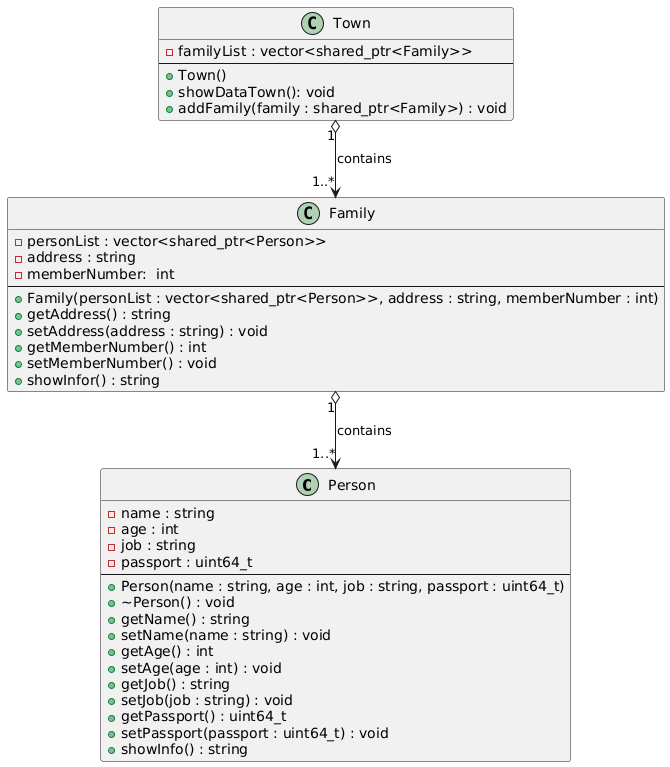 C Town
familyList : vector<shared_ptr<Family>>
Town()
showDataTown(): void
addFamily(family : shared_ptr<Family>) : void
1
contains
1..*
C Family
personList : vector<shared_ptr<Person>>
address : string
memberNumber:  int
Family(personList : vector<shared_ptr<Person>>, address : string, memberNumber : int)
getAddress() : string
setAddress(address : string) : void
getMemberNumber() : int
setMemberNumber() : void
showInfor() : string
1
contains
1..*
C Person
name : string
age : int
job : string
passport : uint64_t
Person(name : string, age : int, job : string, passport : uint64_t)
~Person() : void
getName() : string
setName(name : string) : void
getAge() : int
setAge(age : int) : void
getJob() : string
setJob(job : string) : void
getPassport() : uint64_t
setPassport(passport : uint64_t) : void
showInfo() : string